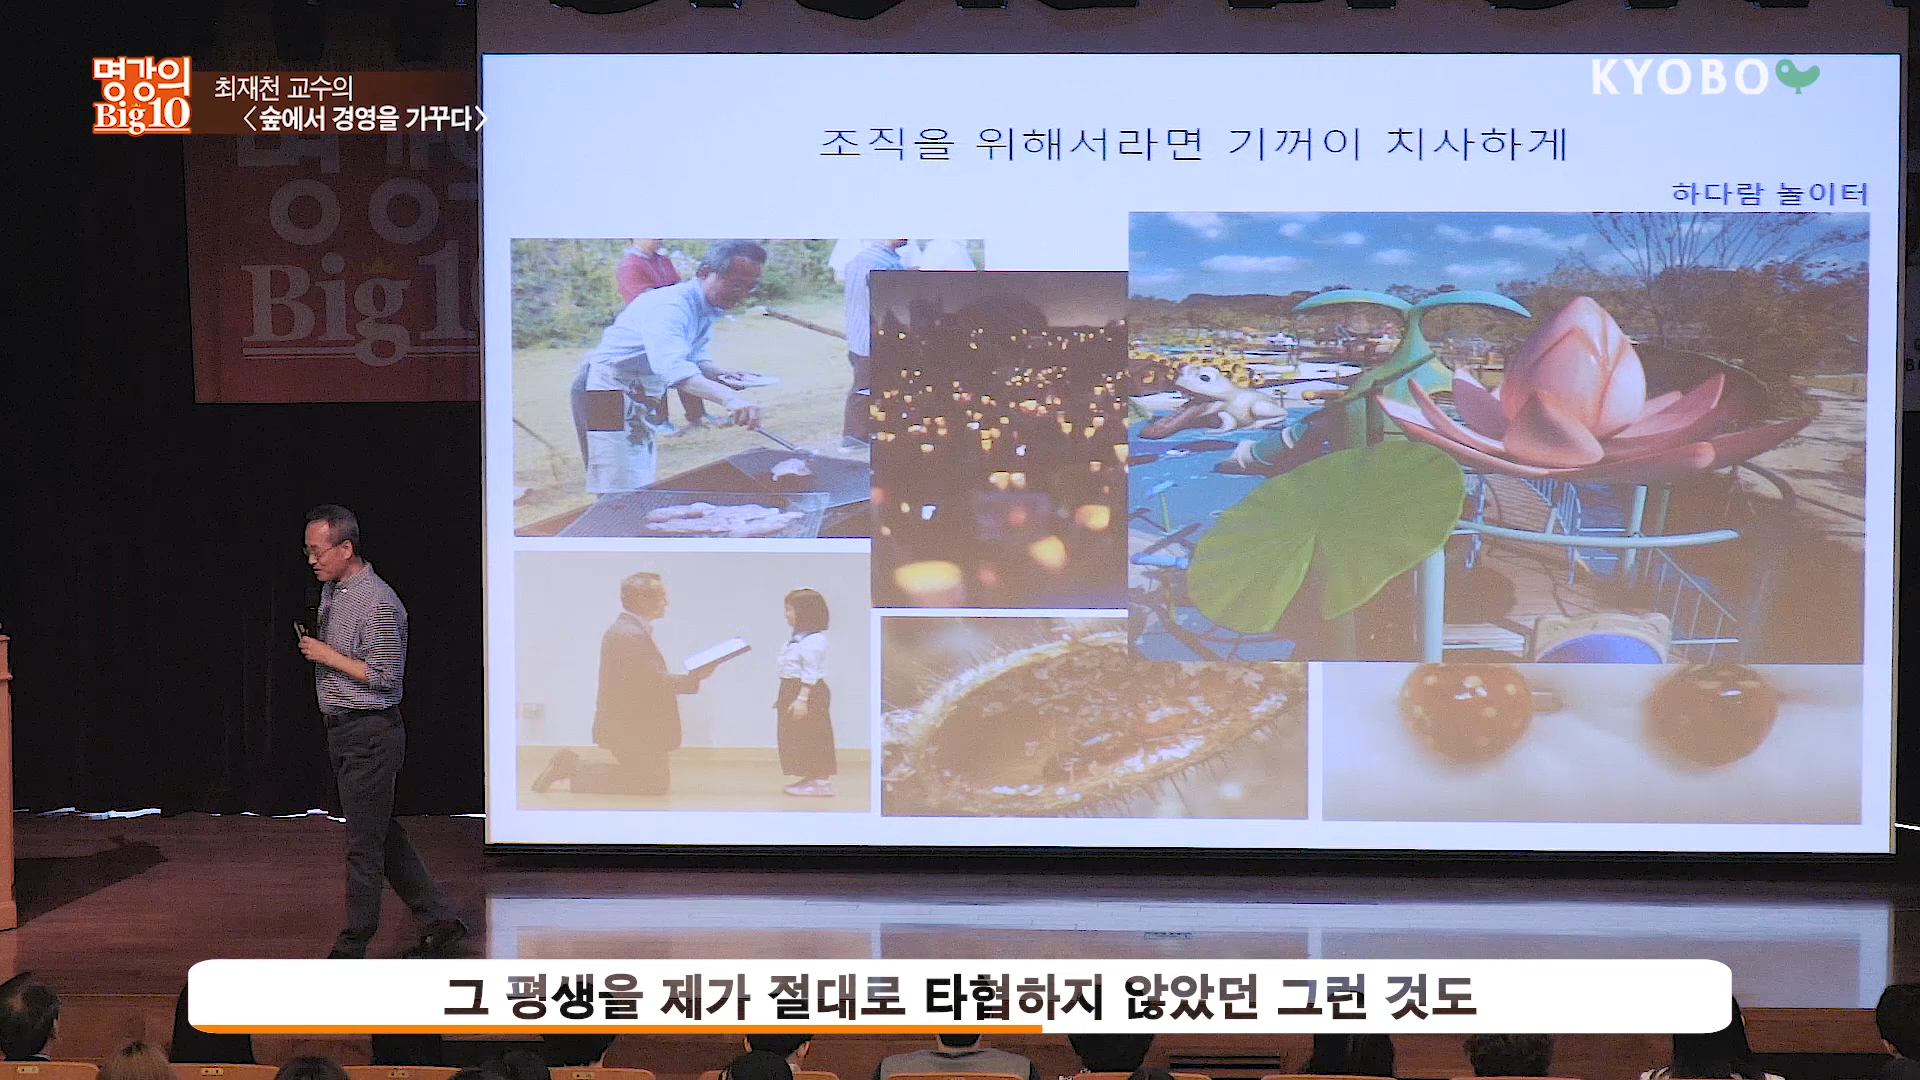 명강의
Big10
최재천 교수의
<숲에서 경영을 가꾸다>
KYOBO
조직을 위해서라면 기꺼이 치사하게
하다람 놀이터
Big10
그 평생을 제가 절대로 타협하지 않았던 그런 것도